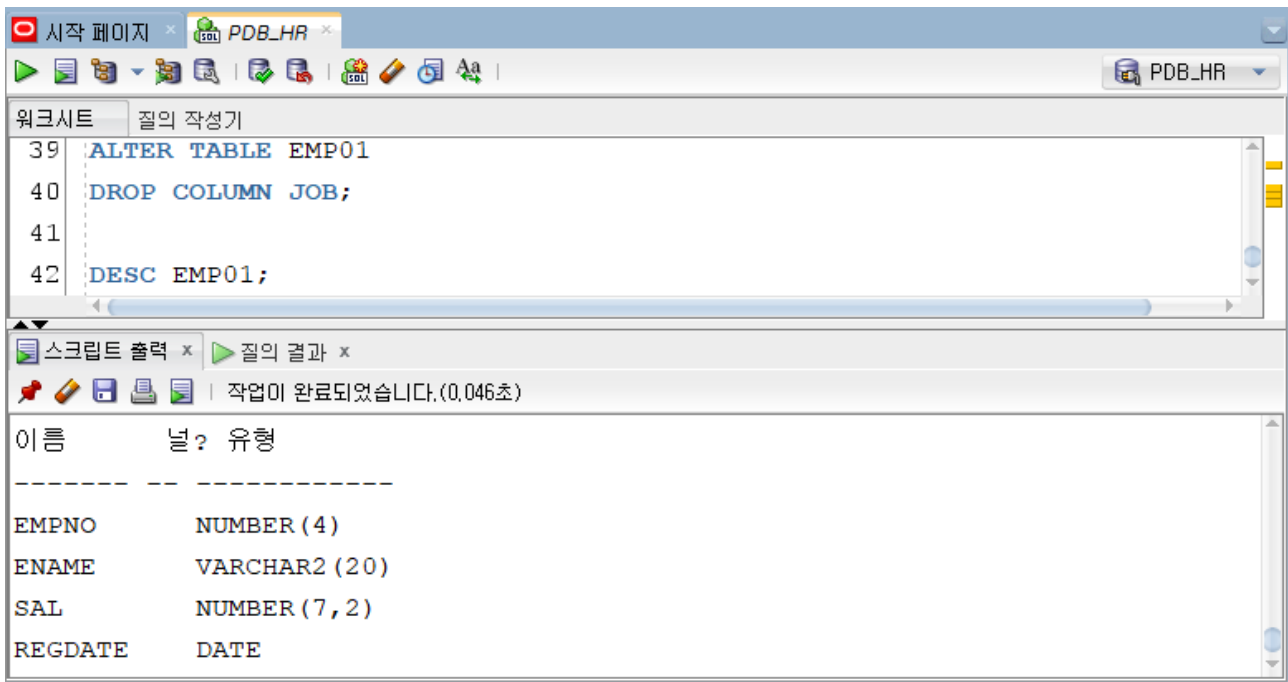 시작 페이지 PDB_HR
PDB_HR
워크시트 질의 작성기
39 ALTER TABLE EMP01
40 DROP COLUMN JOB;
41
42 DESC EMP01;
스크립트 출력 x 질의 결과 x
작업이 완료되었습니다.(0.046초)
이름 널? 유형
------- -- ------------
EMPNO NUMBER(4)
ENAME VARCHAR2(20)
SAL NUMBER(7,2)
REGDATE DATE